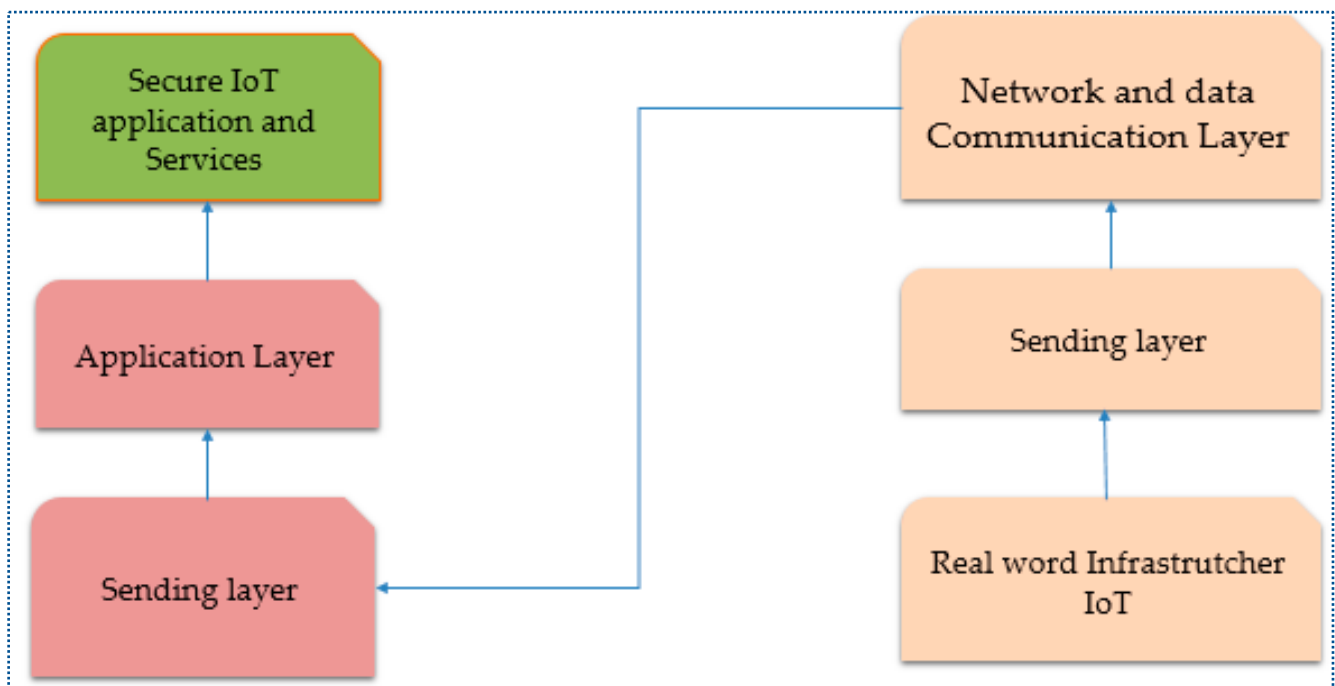 Secure IoT
application and
Services
Network and data
Communication Layer
Application Layer
Sending layer
Sending layer
Real word Infrastrutcher
IoT